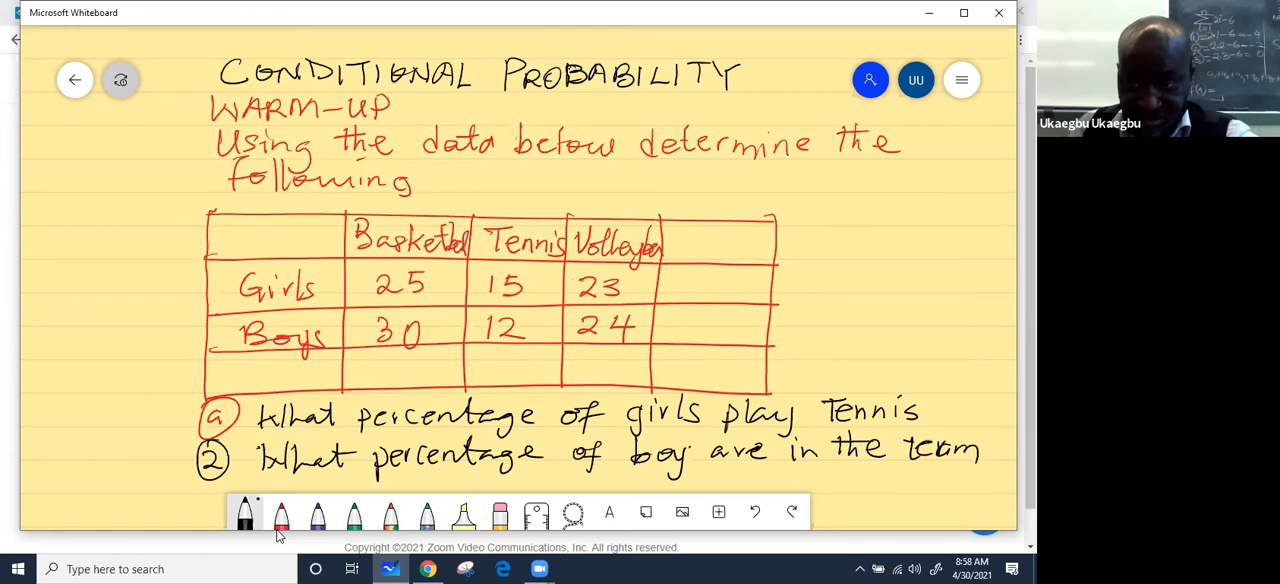 Microsoft Whiteboard
CONDITIONAL PROBABILITY
UU
WARM-UP
Using the data below determine the
following
Basketball Tennis Volleyball
Girls 25 15 23
Boys 30 12 24
a What percentage of girls play Tennis
2 What percentage of boy are in the team
A
Copyright ©2021 Zoom Video Communications, Inc. All rights reserved.
Type here to search
8:58 AM
4/30/2021
Ukaegbu Ukaegbu